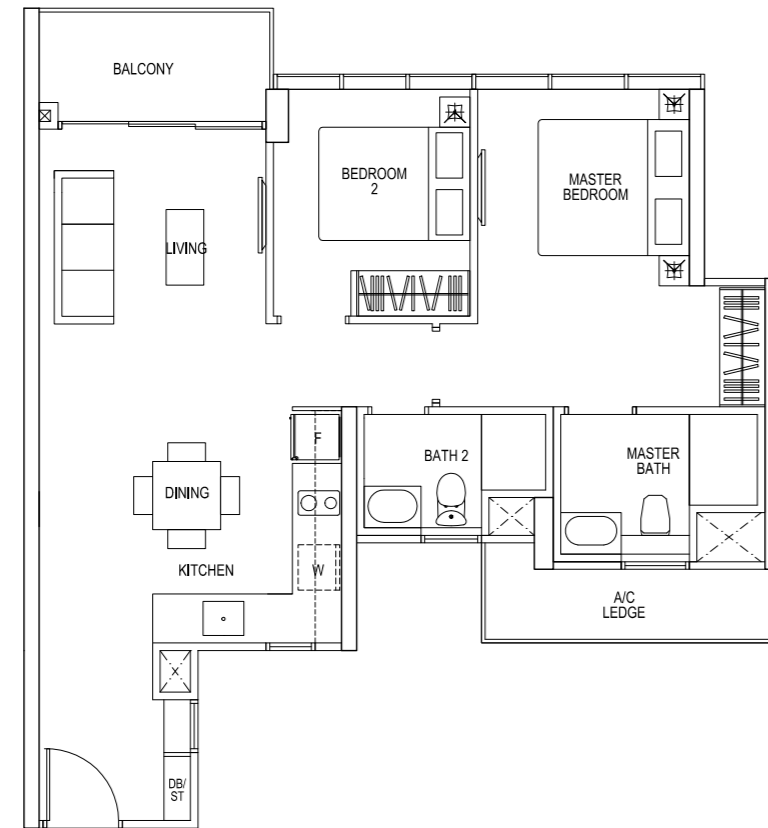 BALCONY
BEDROOM
2
MASTER
BEDROOM
LIVING
F
BATH 2
MASTER
BATH
DINING
KITCHEN
W
A/C
LEDGE
DB/
ST